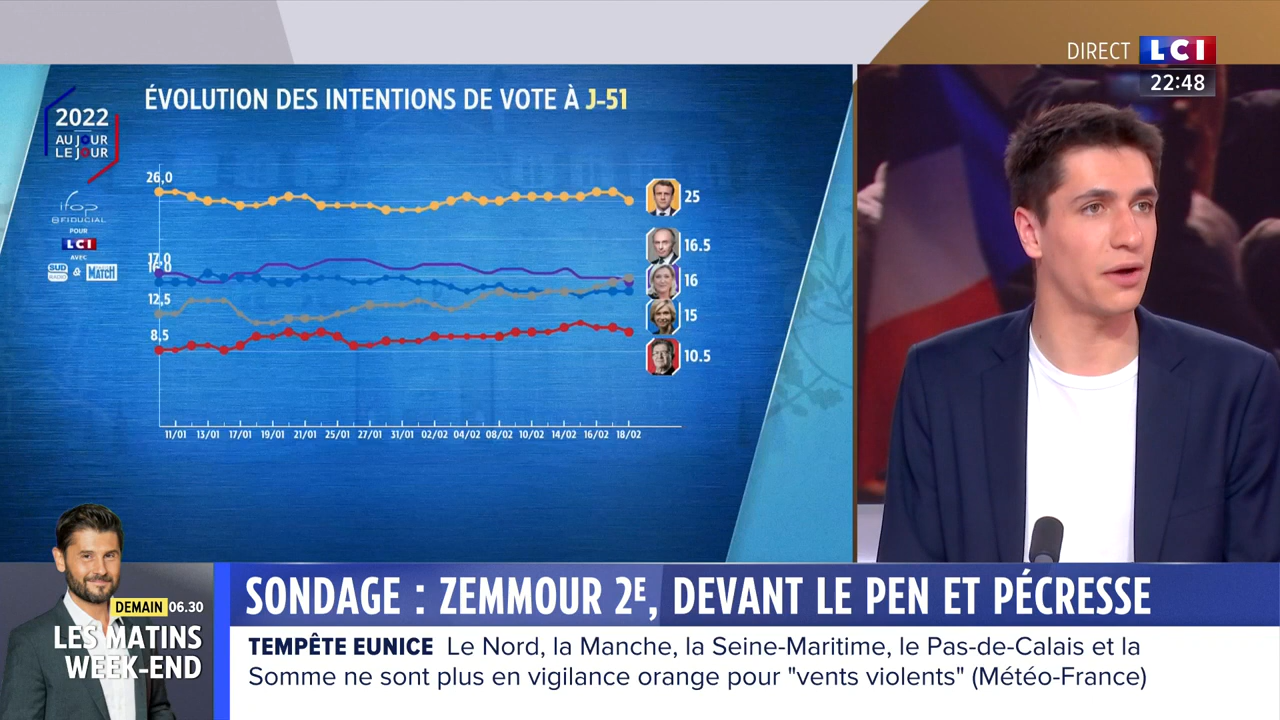 DIRECT LCI
22:48
ÉVOLUTION DES INTENTIONS DE VOTE À J-51
2022
AU JOUR
LE JOUR
ifop
FIDUCIAL
POUR
LCI
AVEC
SUD
RADIO
& MATCH
26,0
12,5
8,5
25
16.5
16
15
10.5
11/01 13/01 17/01 19/01 21/01 25/01 27/01 31/01 02/02 04/02 08/02 10/02 14/02 16/02 18/02
DEMAIN 06.30
LES MATINS
WEEK-END
SONDAGE : ZEMMOUR 2E, DEVANT LE PEN ET PÉCRESSE
TEMPÊTE EUNICE Le Nord, la Manche, la Seine-Maritime, le Pas-de-Calais et la
Somme ne sont plus en vigilance orange pour "vents violents" (Météo-France)